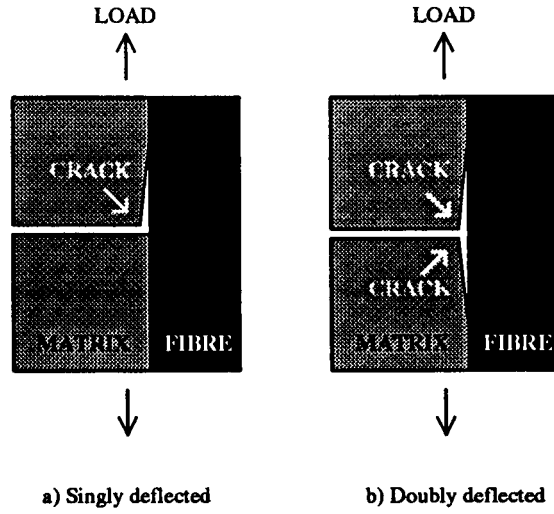 LOAD
LOAD
CRACK
CRACK
CRACK
MATRIX
FIBRE
MATRIX
FIBRE
a) Singly deflected
b) Doubly deflected